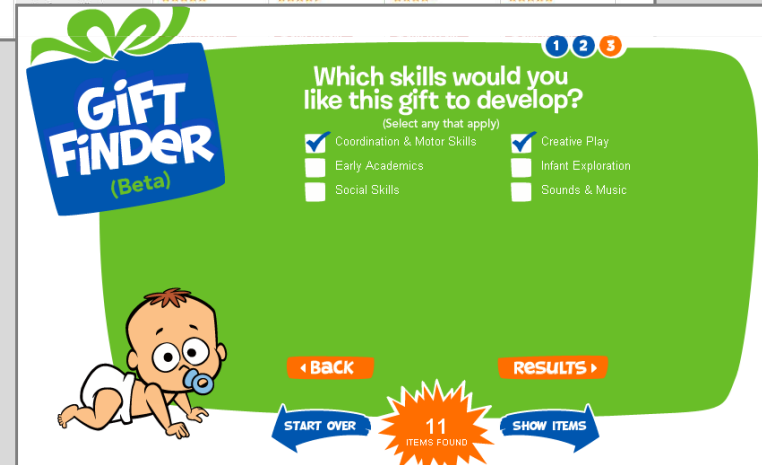 GIFT
FINDER
(Beta)
1 2 3
Which skills would you
like this gift to develop?
(Select any that apply)
Coordination & Motor Skills
Creative Play
Early Academics
Infant Exploration
Social Skills
Sounds & Music
BACK
RESULTS
START OVER
11
ITEMS FOUND
SHOW ITEMS